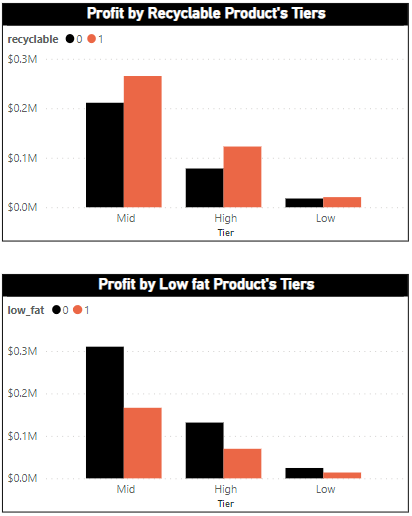 Profit by Recyclable Product's Tiers
recyclable 0 1
$0.3M
$0.2M
$0.1M
$0.0M
Mid High Low
Tier
Profit by Low fat Product's Tiers
low_fat 0 1
$0.3M
$0.2M
$0.1M
$0.0M
Mid High Low
Tier